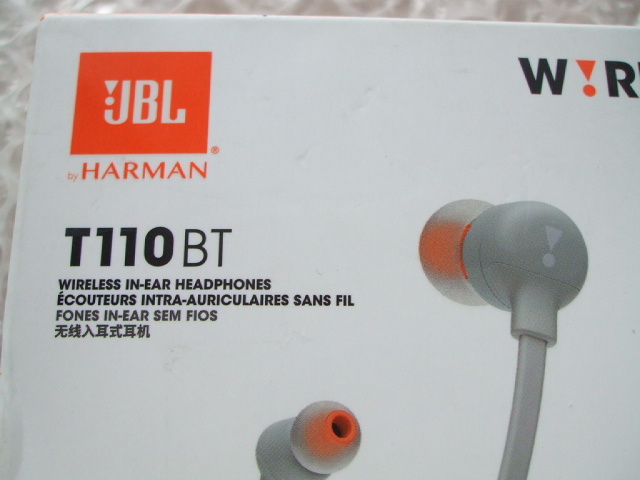 JBL
by HARMAN
T110BT
WIRELESS IN-EAR HEADPHONES
ÉCOUTEURS INTRA-AURICULAIRES SANS FIL
FONES IN-EAR SEM FIOS
无线入耳式耳机